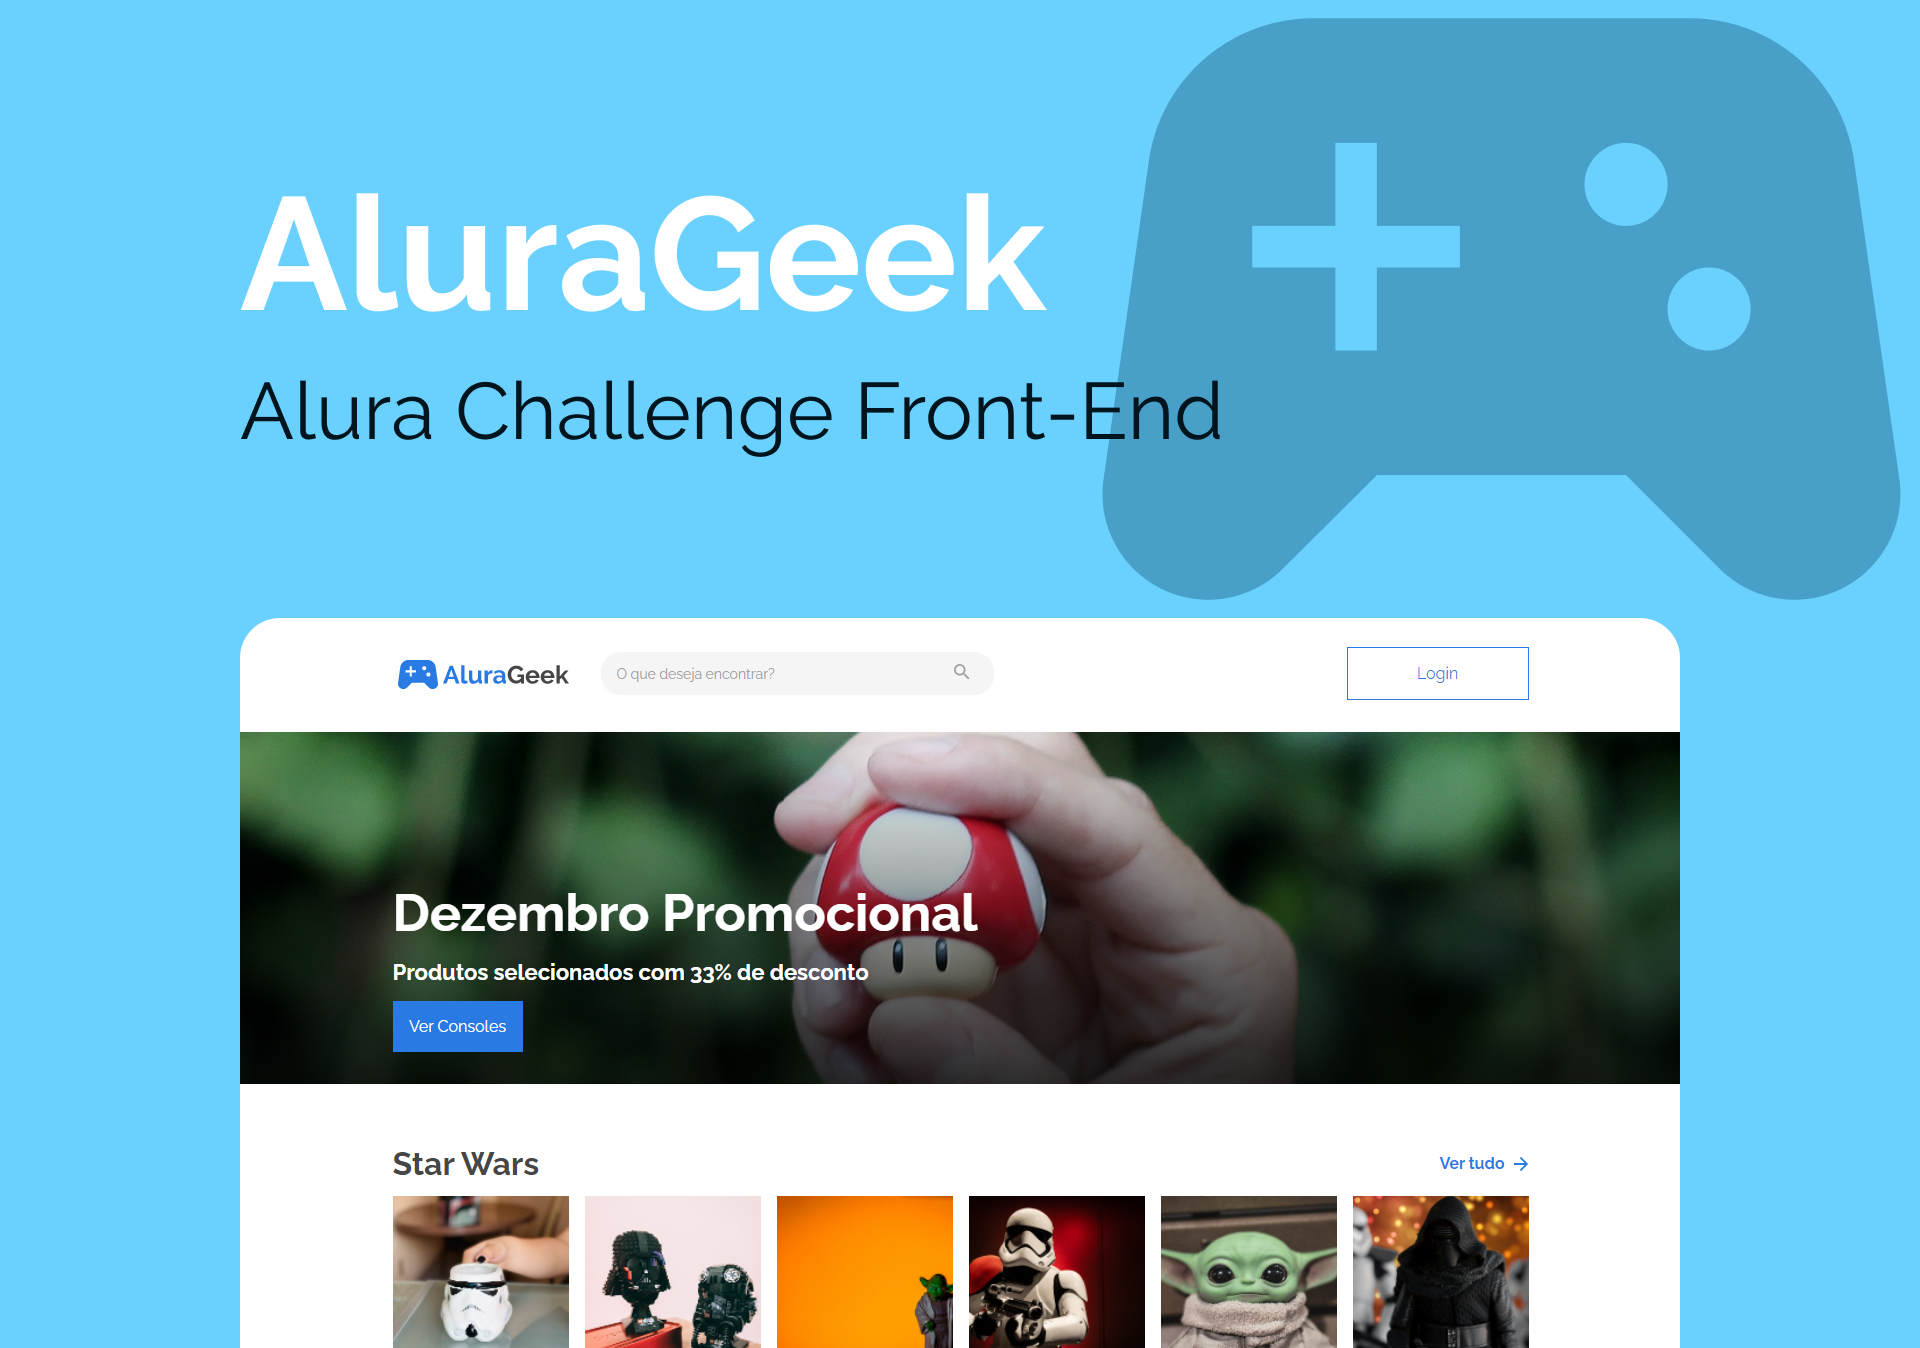 AluraGeek
Alura Challenge Front-End
AluraGeek
O que deseja encontrar?
Login
Dezembro Promocional
Produtos selecionados com 33% de desconto
Ver Consoles
Star Wars
Ver tudo